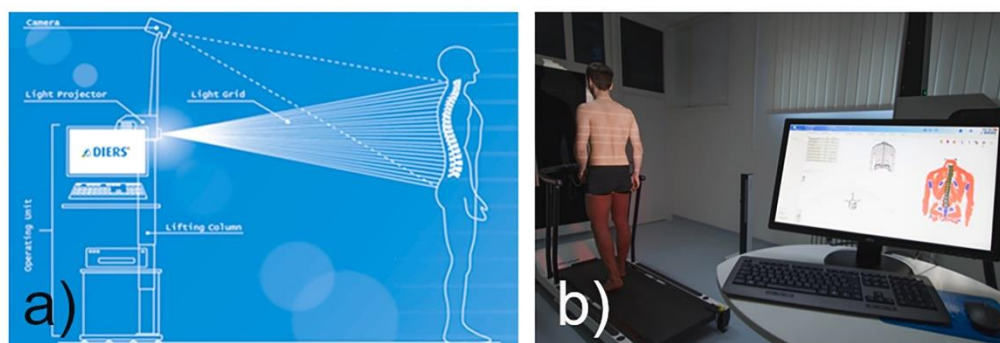 Camera
Light Projector
Light Grid
DIERS
Operating Unit
Lifting Column
a)
b)